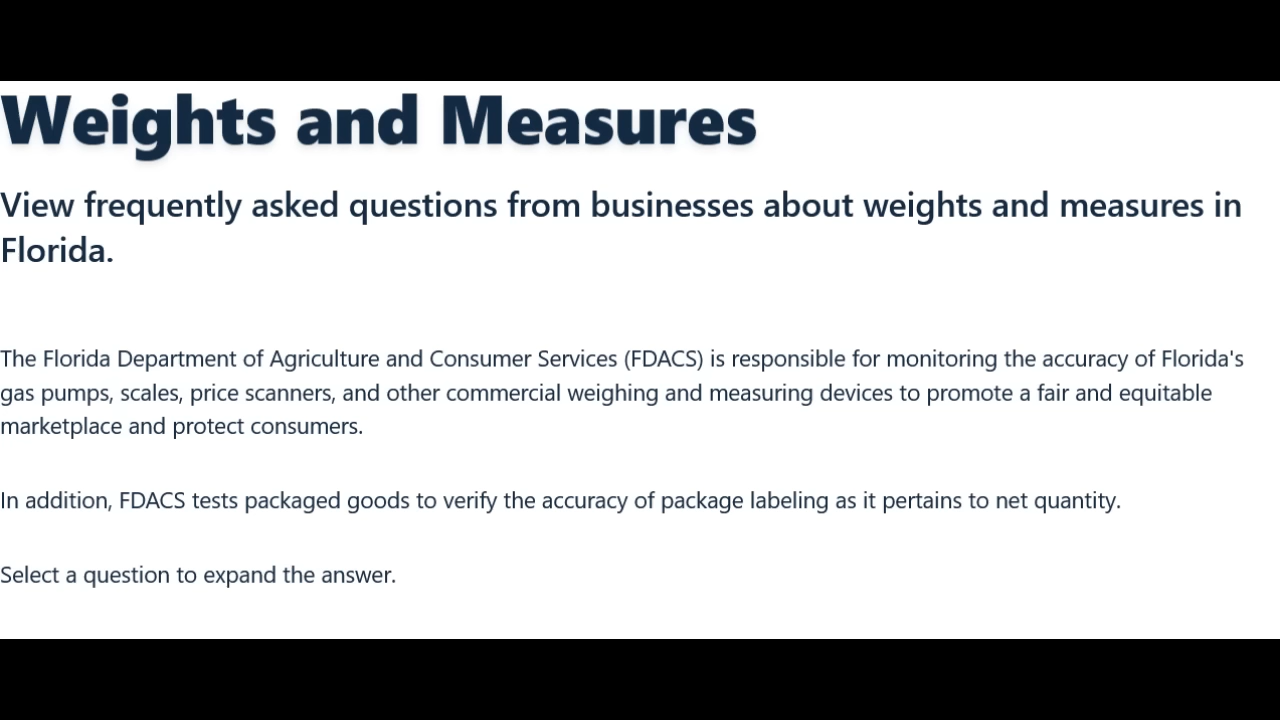 Weights and Measures
View frequently asked questions from businesses about weights and measures in
Florida.
The Florida Department of Agriculture and Consumer Services (FDACS) is responsible for monitoring the accuracy of Florida's
gas pumps, scales, price scanners, and other commercial weighing and measuring devices to promote a fair and equitable
marketplace and protect consumers.
In addition, FDACS tests packaged goods to verify the accuracy of package labeling as it pertains to net quantity.
Select a question to expand the answer.